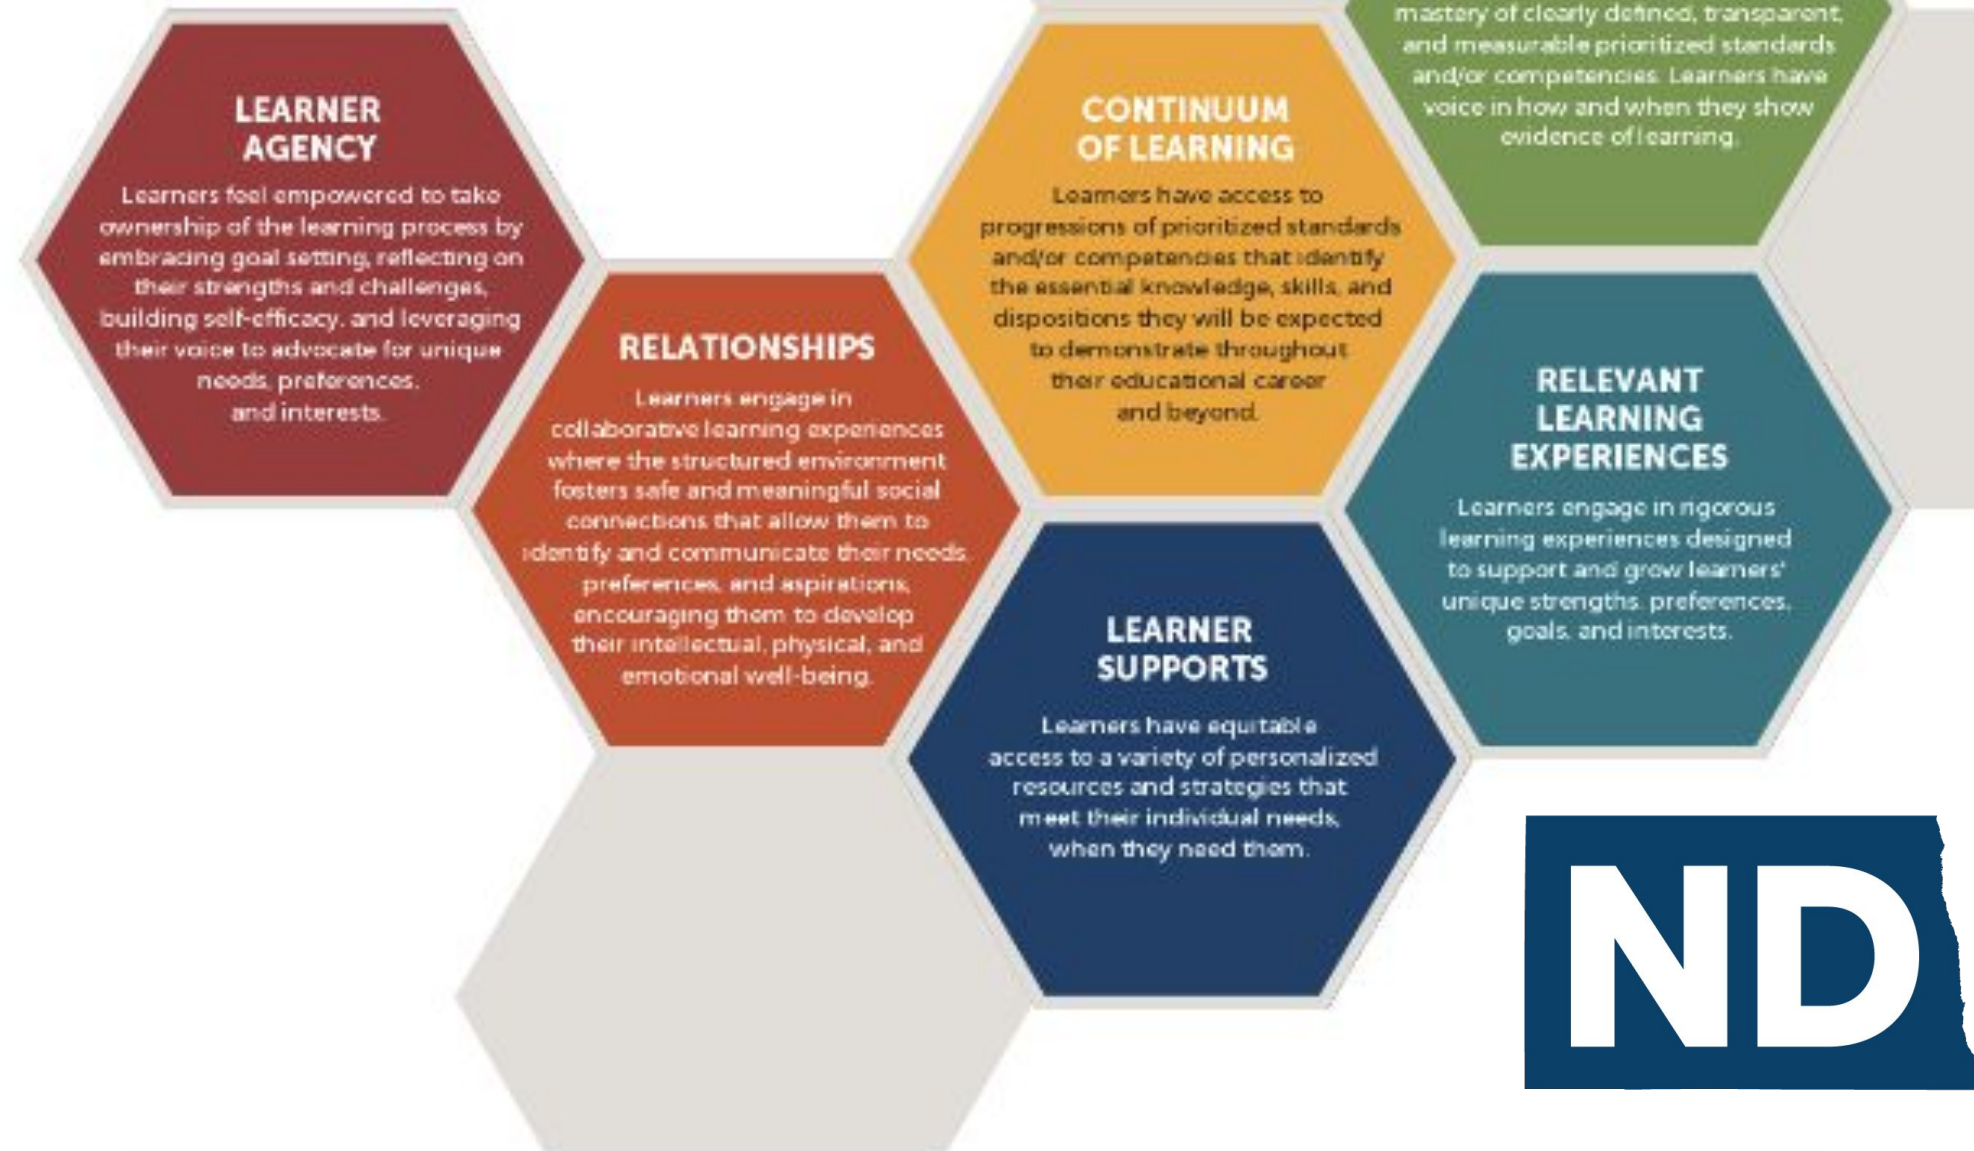 LEARNER
AGENCY
Learners feel empowered to take
ownership of the learning process by
embracing goal setting, reflecting on
their strengths and challenges,
building self-efficacy, and leveraging
their voice to advocate for unique
needs, preferences,
and interests.
RELATIONSHIPS
Learners engage in
collaborative learning experiences
where the structured environment
fosters safe and meaningful social
connections that allow them to
identify and communicate their needs,
preferences, and aspirations,
encouraging them to develop
their intellectual, physical, and
emotional well-being.
CONTINUUM
OF LEARNING
Learners have access to
progressions of prioritized standards
and/or competencies that identify
the essential knowledge, skills, and
dispositions they will be expected
to demonstrate throughout
their educational career
and beyond.
LEARNER
SUPPORTS
Learners have equitable
access to a variety of personalized
resources and strategies that
meet their individual needs,
when they need them.
mastery of clearly defined, transparent,
and measurable prioritized standards
and/or competencies. Learners have
voice in how and when they show
evidence of learning.
RELEVANT
LEARNING
EXPERIENCES
Learners engage in rigorous
learning experiences designed
to support and grow learners'
unique strengths, preferences,
goals, and interests.
ND